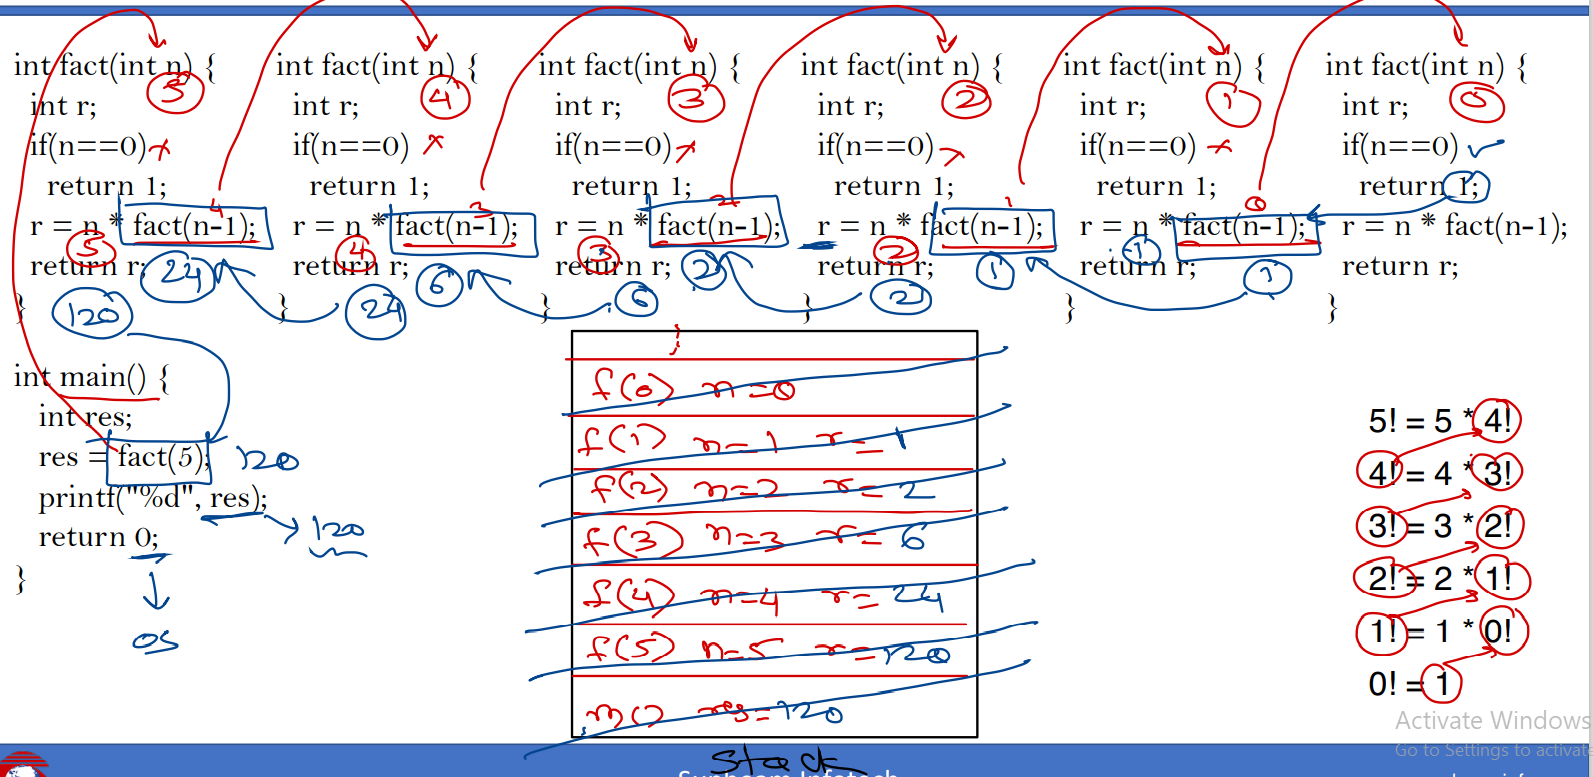 int fact(int n) {
5
int r;
if(n==0)
return 1;
4
r = n * fact(n-1);
5
return r;
24
}
120
int fact(int n) {
4
int r;
if(n==0)
return 1;
3
r = n * fact(n-1);
4
return r;
6
}
24
int fact(int n) {
3
int r;
if(n==0)
return 1;
2
r = n * fact(n-1);
3
return r;
2
}
6
int fact(int n) {
2
int r;
if(n==0)
return 1;
1
r = n * fact(n-1);
2
return r;
1
}
2
int fact(int n) {
1
int r;
if(n==0)
return 1;
0
r = n * fact(n-1);
1
return r;
1
}
int fact(int n) {
0
int r;
if(n==0)
return 1;
r = n * fact(n-1);
return r;
}
int main() {
int res;
res = fact(5); 120
printf("%d", res);
120
return 0;
}
OS
f(0) n=0
f(1) n=1 r=1
f(2) n=2 r=2
f(3) n=3 r=6
f(4) n=4 r=24
f(5) n=5 r=120
m() res=120
Stack
5! = 5 * 4!
4! = 4 * 3!
3! = 3 * 2!
2! = 2 * 1!
1! = 1 * 0!
0! = 1
Activate Windows
Go to Settings to activate